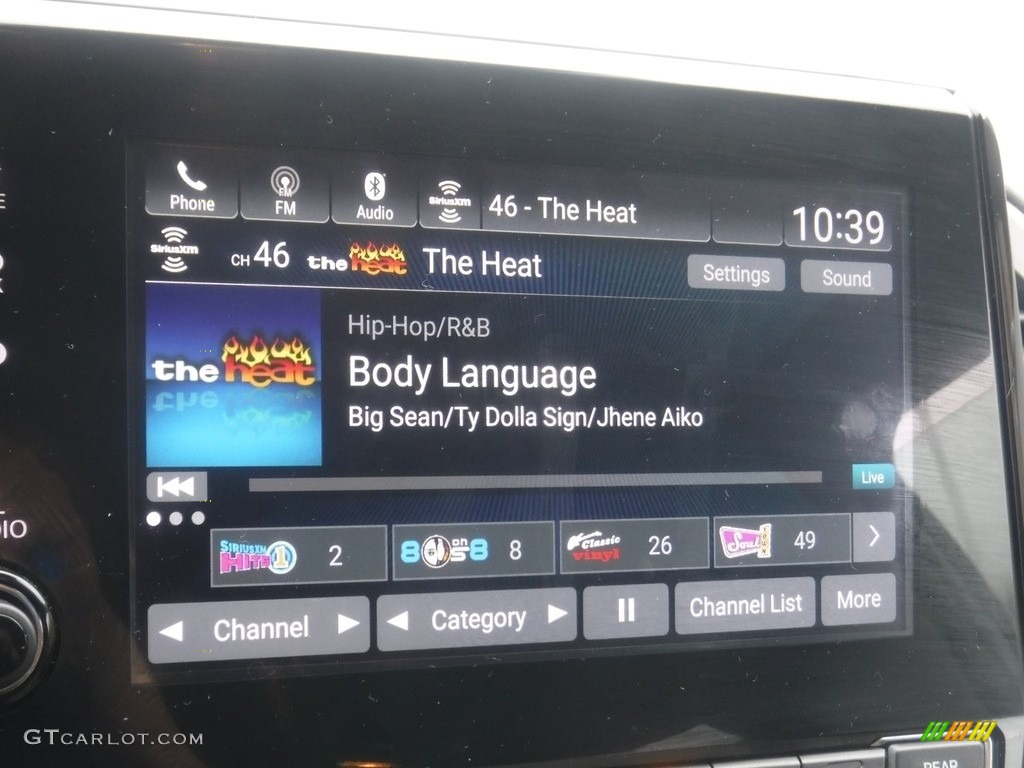 Phone
FM
FM
Audio
SiriusXM
46 - The Heat
10:39
SiriusXM
CH 46
the heat
The Heat
Settings
Sound
the heat
Hip-Hop/R&B
Body Language
Big Sean/Ty Dolla Sign/Jhene Aiko
Live
SIRIUSXM HITS 1
2
80s on 8
8
Classic vinyl
26
Soul Town
49
Channel
Category
Channel List
More
GTCARLOT.COM
REAR